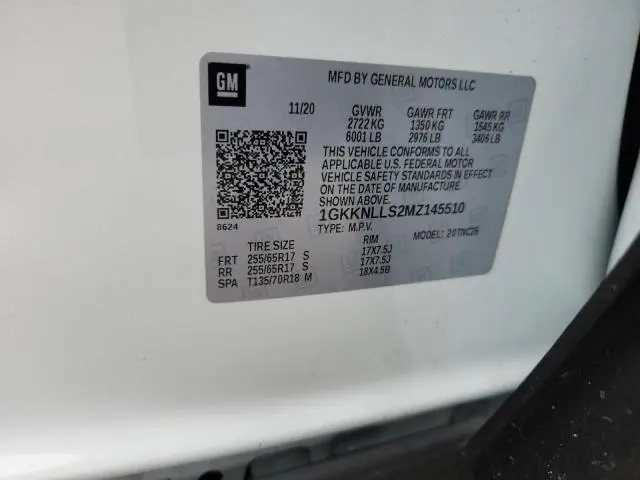 GM
MFD BY GENERAL MOTORS LLC
11/20 GVWR GAWR FRT GAWR RR
2722 KG 1350 KG 1545 KG
6001 LB 2976 LB 3406 LB
THIS VEHICLE CONFORMS TO ALL
APPLICABLE U.S. FEDERAL MOTOR
VEHICLE SAFETY STANDARDS IN
EFFECT ON THE DATE OF
MANUFACTURE SHOWN ABOVE.
1GKKNLLS2MZ145510
8624
TYPE: M.P.V. MODEL: 20TNC26
TIRE SIZE RIM
FRT 255/65R17 S 17X7.5J
RR 255/65R17 S 17X7.5J
SPA T135/70R18 M 18X4.5B